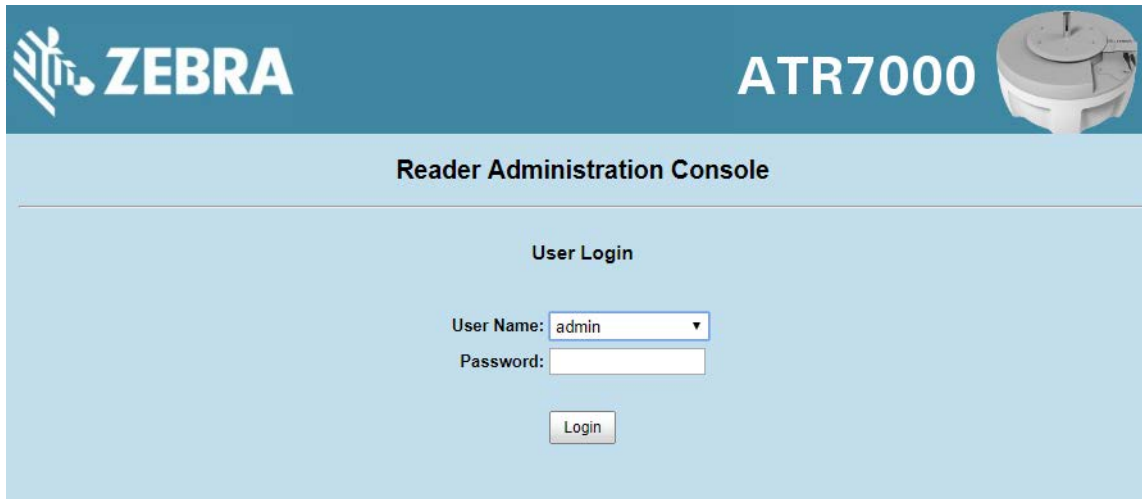 ZEBRA
ATR7000
Reader Administration Console
User Login
User Name: admin
Password:
Login